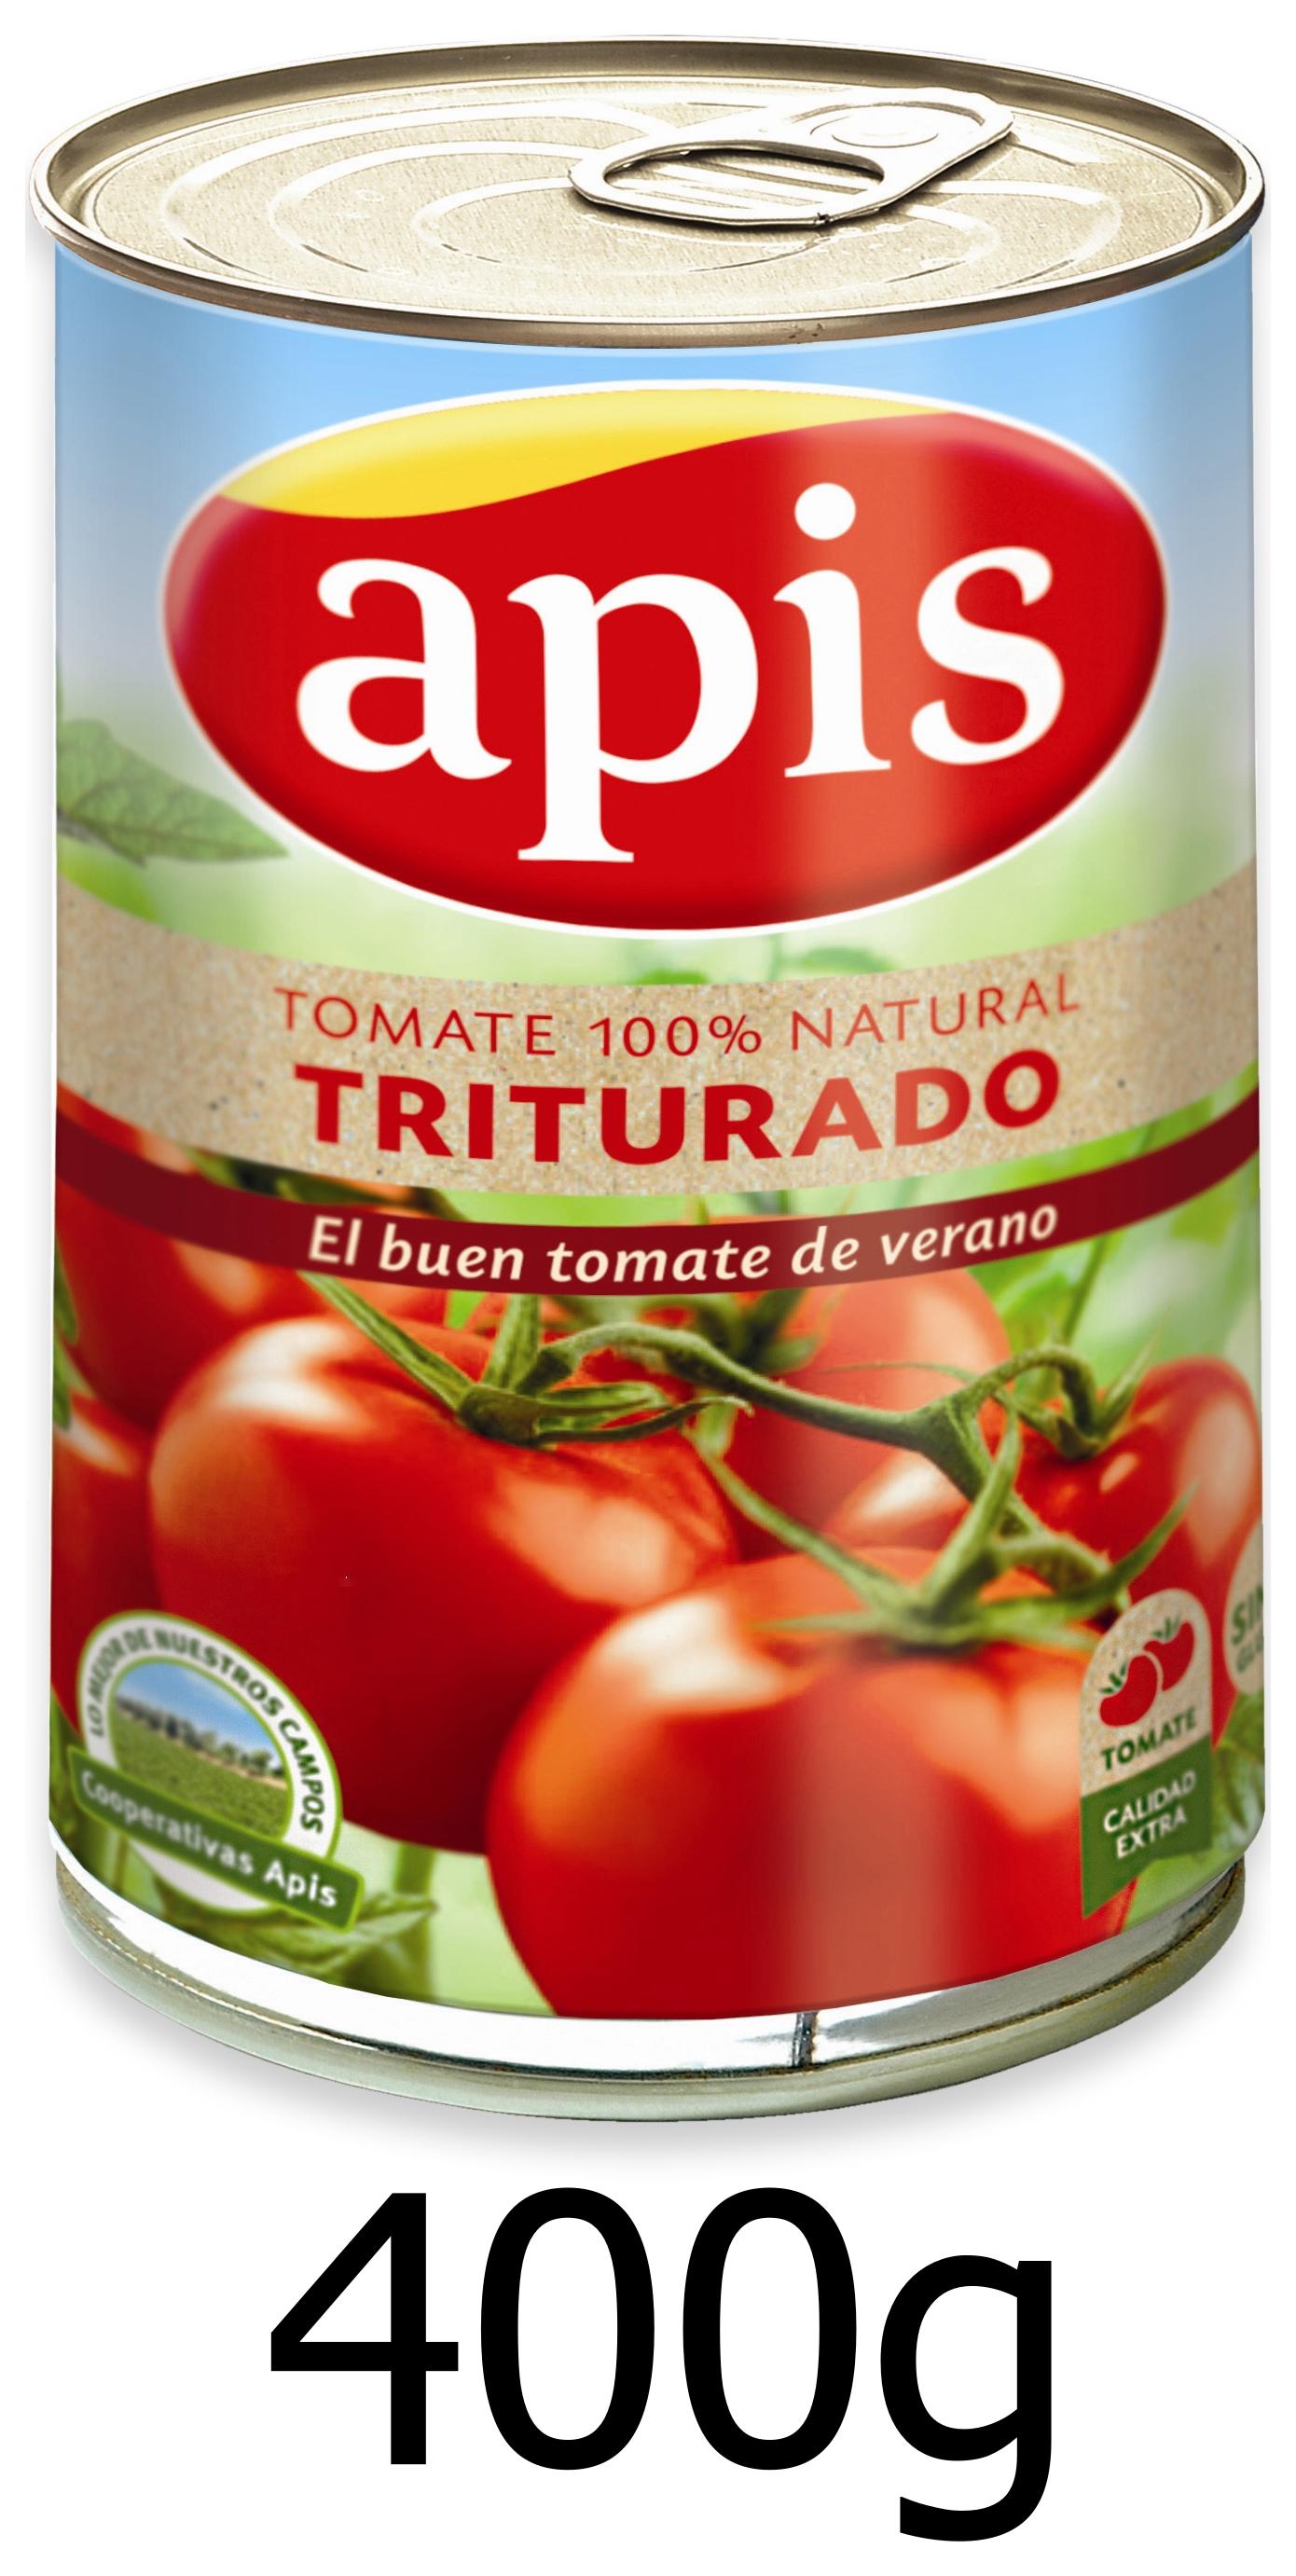 apis
TOMATE 100% NATURAL
TRITURADO
El buen tomate de verano
LO MEJOR DE NUESTROS CAMPOS
Cooperativas Apis
TOMATE
CALIDAD
EXTRA
400g